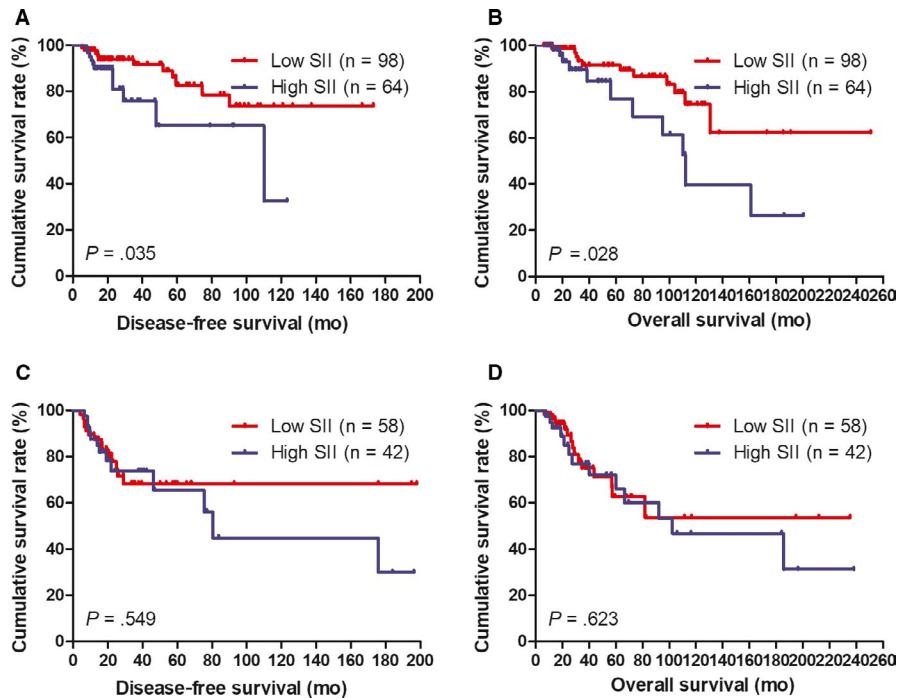 A
Cumulative survival rate (%)
100
80
60
40
20
0
Low SII (n = 98)
High SII (n = 64)
P = .035
0 20 40 60 80 100 120 140 160 180 200
Disease-free survival (mo)
B
Cumulative survival rate (%)
100
80
60
40
20
0
Low SII (n = 98)
High SII (n = 64)
P = .028
0 20 40 60 80 100120140160180200220240260
Overall survival (mo)
C
Cumulative survival rate (%)
100
80
60
40
20
0
Low SII (n = 58)
High SII (n = 42)
P = .549
0 20 40 60 80 100 120 140 160 180 200
Disease-free survival (mo)
D
Cumulative survival rate (%)
100
80
60
40
20
0
Low SII (n = 58)
High SII (n = 42)
P = .623
0 20 40 60 80 100120140160180200220240260
Overall survival (mo)